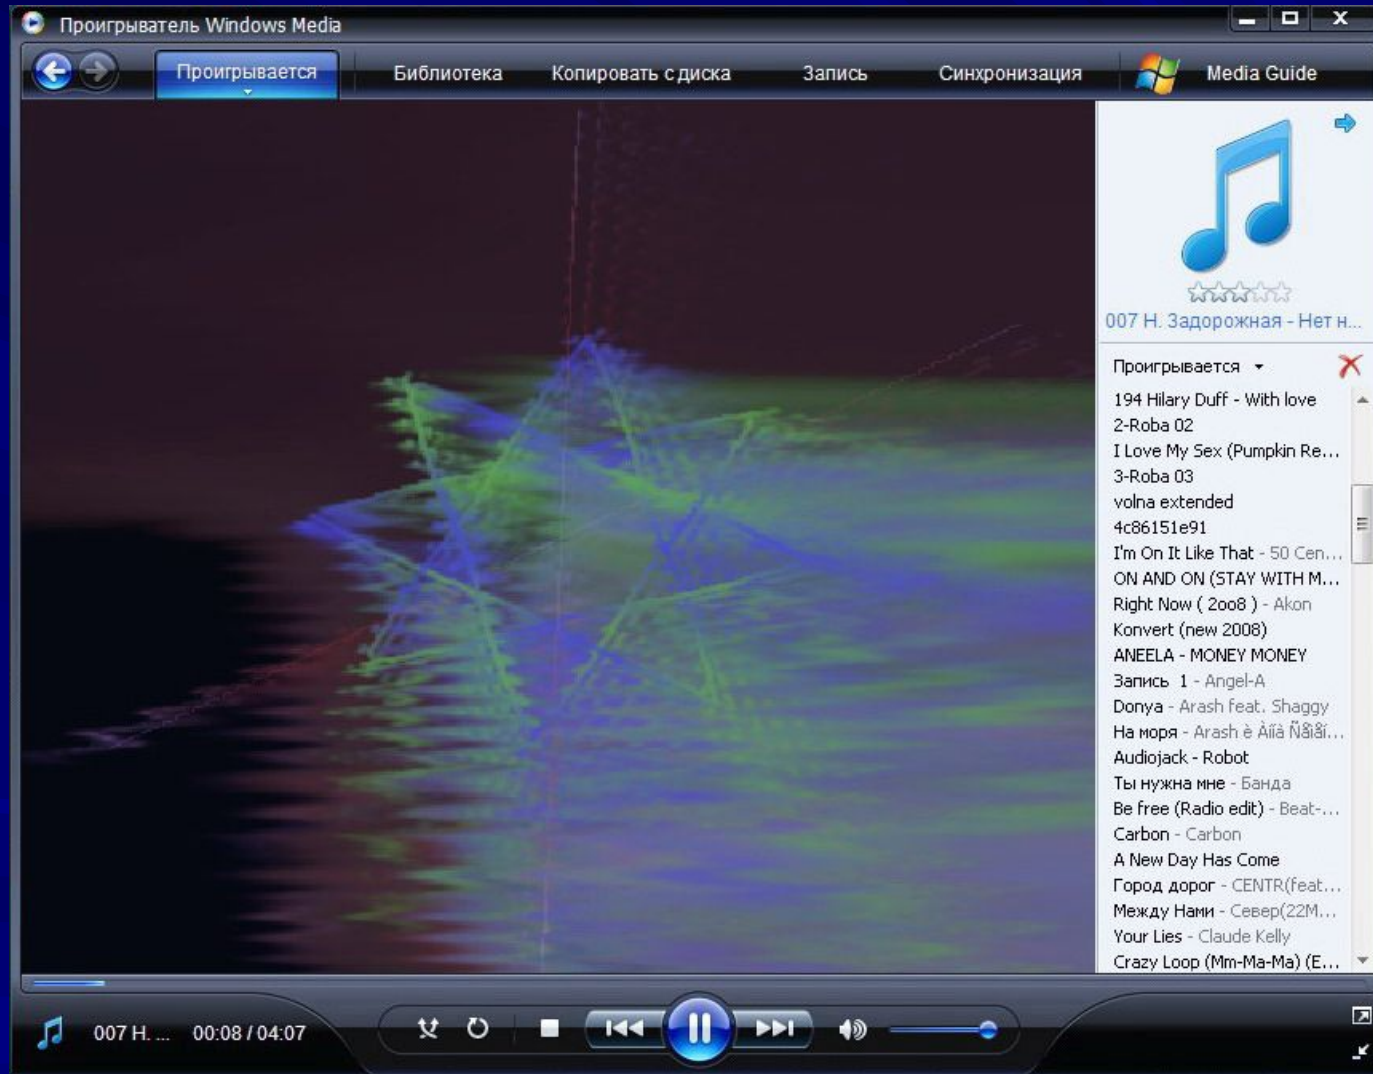 Проигрыватель Windows Media
Проигрывается Библиотека Копировать с диска Запись Синхронизация Media Guide
007 Н. Задорожная - Нет н...
Проигрывается
194 Hilary Duff - With love
2-Roba 02
I Love My Sex (Pumpkin Re...
3-Roba 03
volna extended
4c86151e91
I'm On It Like That - 50 Cen...
ON AND ON (STAY WITH M...
Right Now ( 2oo8 ) - Akon
Konvert (new 2008)
ANEELA - MONEY MONEY
Запись 1 - Angel-A
Donya - Arash feat. Shaggy
На моря - Arash è Àííà Ñåìåí...
Audiojack - Robot
Ты нужна мне - Банда
Be free (Radio edit) - Beat-...
Carbon - Carbon
A New Day Has Come
Город дорог - CENTR(feat...
Между Нами - Север(22M...
Your Lies - Claude Kelly
Crazy Loop (Mm-Ma-Ma) (E...
007 Н. ... 00:08 / 04:07